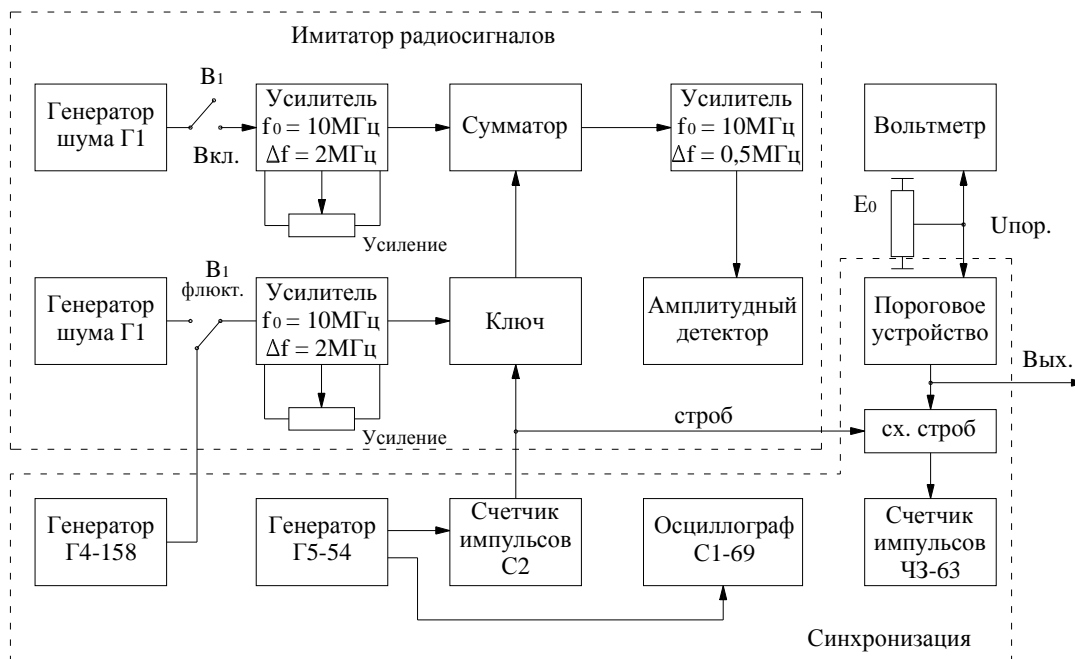 Имитатор радиосигналов
Генератор
шума Г1
В1
Вкл.
Усилитель
f0 = 10МГц
Δf = 2МГц
Усиление
Сумматор
Усилитель
f0 = 10МГц
Δf = 0,5МГц
Вольтметр
E0
Uпор.
Генератор
шума Г1
В1
флюкт.
Усилитель
f0 = 10МГц
Δf = 2МГц
Усиление
Ключ
Амплитудный
детектор
Пороговое
устройство
Вых.
строб
сх. строб
Генератор
Г4-158
Генератор
Г5-54
Счетчик
импульсов
С2
Осциллограф
С1-69
Счетчик
импульсов
ЧЗ-63
Синхронизация